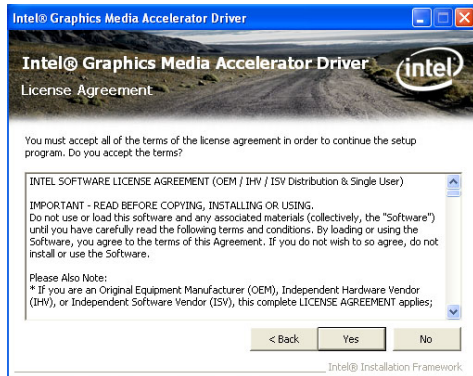 Intel® Graphics Media Accelerator Driver
Intel® Graphics Media Accelerator Driver
License Agreement
intel
You must accept all of the terms of the license agreement in order to continue the setup
program. Do you accept the terms?
INTEL SOFTWARE LICENSE AGREEMENT (OEM / IHV / ISV Distribution & Single User)
IMPORTANT - READ BEFORE COPYING, INSTALLING OR USING.
Do not use or load this software and any associated materials (collectively, the "Software")
until you have carefully read the following terms and conditions. By loading or using the
Software, you agree to the terms of this Agreement. If you do not wish to so agree, do not
install or use the Software.
Please Also Note:
* If you are an Original Equipment Manufacturer (OEM), Independent Hardware Vendor
(IHV), or Independent Software Vendor (ISV), this complete LICENSE AGREEMENT applies;
< Back Yes No
Intel® Installation Framework